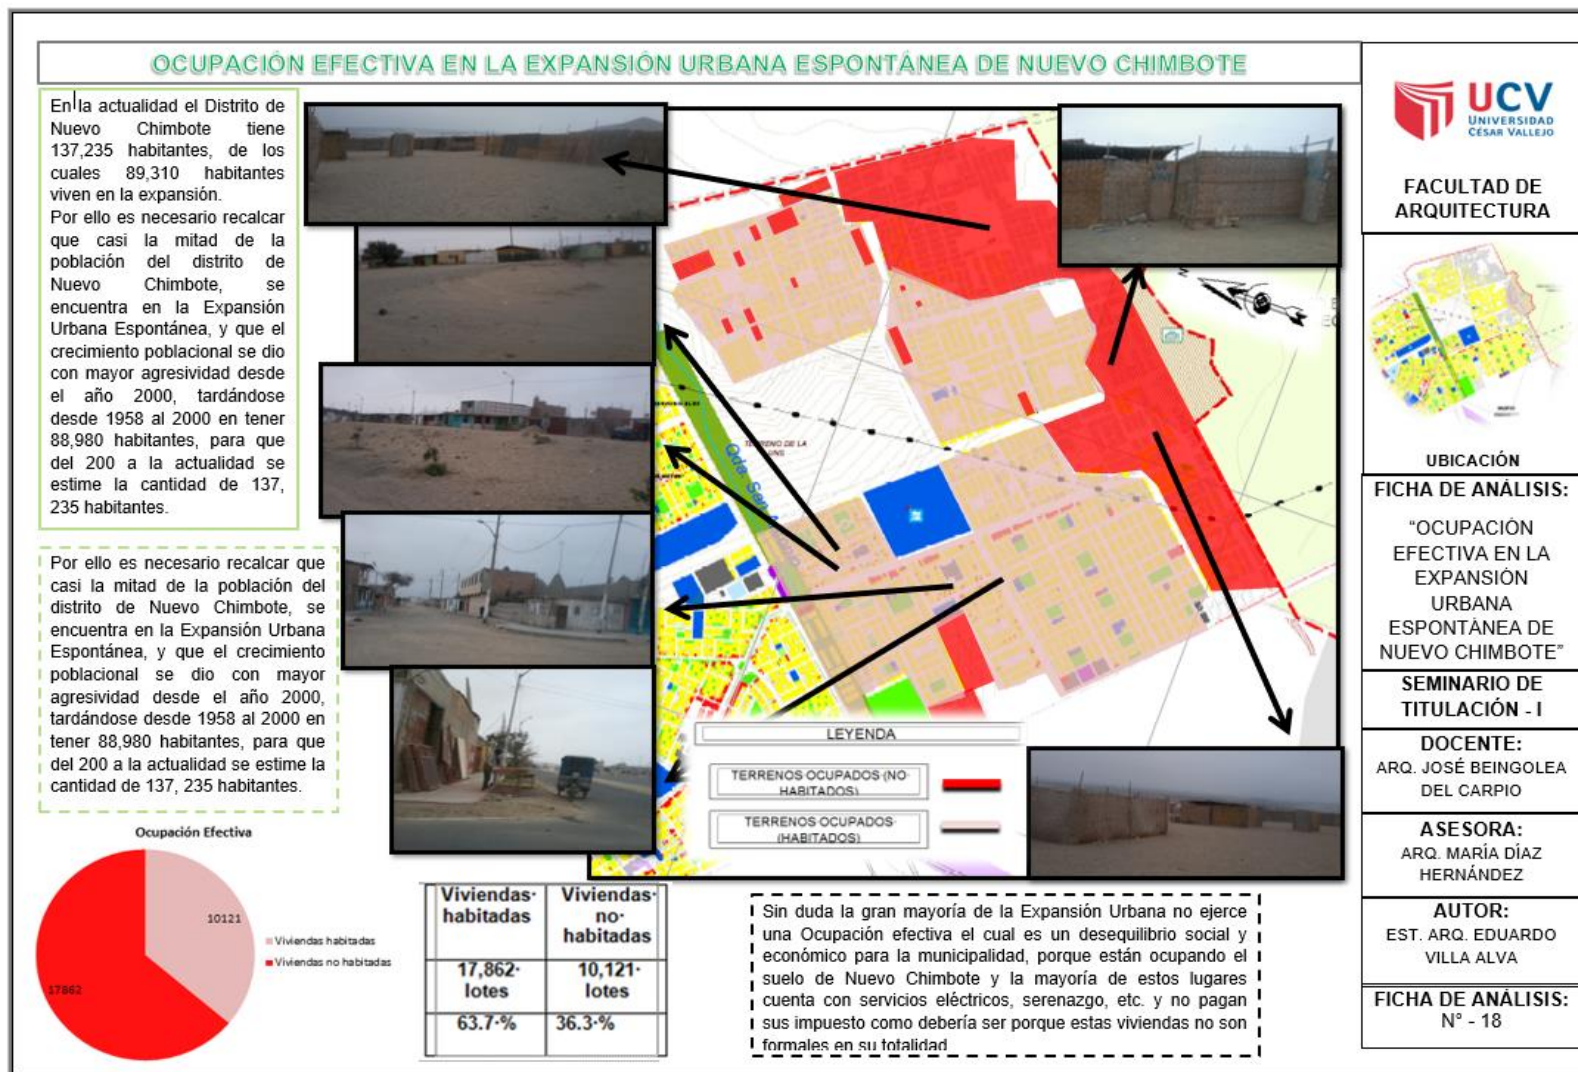 OCUPACIÓN EFECTIVA EN LA EXPANSIÓN URBANA ESPONTÁNEA DE NUEVO CHIMBOTE
En la actualidad el Distrito de
Nuevo Chimbote tiene
137,235 habitantes, de los
cuales 89,310 habitantes
viven en la expansión.
Por ello es necesario recalcar
que casi la mitad de la
población del distrito de
Nuevo Chimbote, se
encuentra en la Expansión
Urbana Espontánea, y que el
crecimiento poblacional se dio
con mayor agresividad desde
el año 2000, tardándose
desde 1958 al 2000 en tener
88,980 habitantes, para que
del 200 a la actualidad se
estime la cantidad de 137,
235 habitantes.
Por ello es necesario recalcar que
casi la mitad de la población del
distrito de Nuevo Chimbote, se
encuentra en la Expansión Urbana
Espontánea, y que el crecimiento
poblacional se dio con mayor
agresividad desde el año 2000,
tardándose desde 1958 al 2000 en
tener 88,980 habitantes, para que
del 200 a la actualidad se estime la
cantidad de 137, 235 habitantes.
Ocupación Efectiva
10121
17862
Viviendas habitadas
Viviendas no habitadas
TERRENO DE LA
UNS
Qda. San
LEYENDA
TERRENOS OCUPADOS (NO
HABITADOS)
TERRENOS OCUPADOS
(HABITADOS)
Viviendas habitadas
Viviendas no habitadas
17,862 lotes
10,121 lotes
63.7 %
36.3 %
Sin duda la gran mayoría de la Expansión Urbana no ejerce
una Ocupación efectiva el cual es un desequilibrio social y
económico para la municipalidad, porque están ocupando el
suelo de Nuevo Chimbote y la mayoría de estos lugares
cuenta con servicios eléctricos, serenazgo, etc. y no pagan
sus impuesto como debería ser porque estas viviendas no son
formales en su totalidad
UCV
UNIVERSIDAD
CÉSAR VALLEJO
FACULTAD DE
ARQUITECTURA
UBICACIÓN
FICHA DE ANÁLISIS:
“OCUPACIÓN
EFECTIVA EN LA
EXPANSIÓN
URBANA
ESPONTÁNEA DE
NUEVO CHIMBOTE”
SEMINARIO DE
TITULACIÓN - I
DOCENTE:
ARQ. JOSÉ BEINGOLEA
DEL CARPIO
ASESORA:
ARQ. MARÍA DÍAZ
HERNÁNDEZ
AUTOR:
EST. ARQ. EDUARDO
VILLA ALVA
FICHA DE ANÁLISIS:
N° - 18